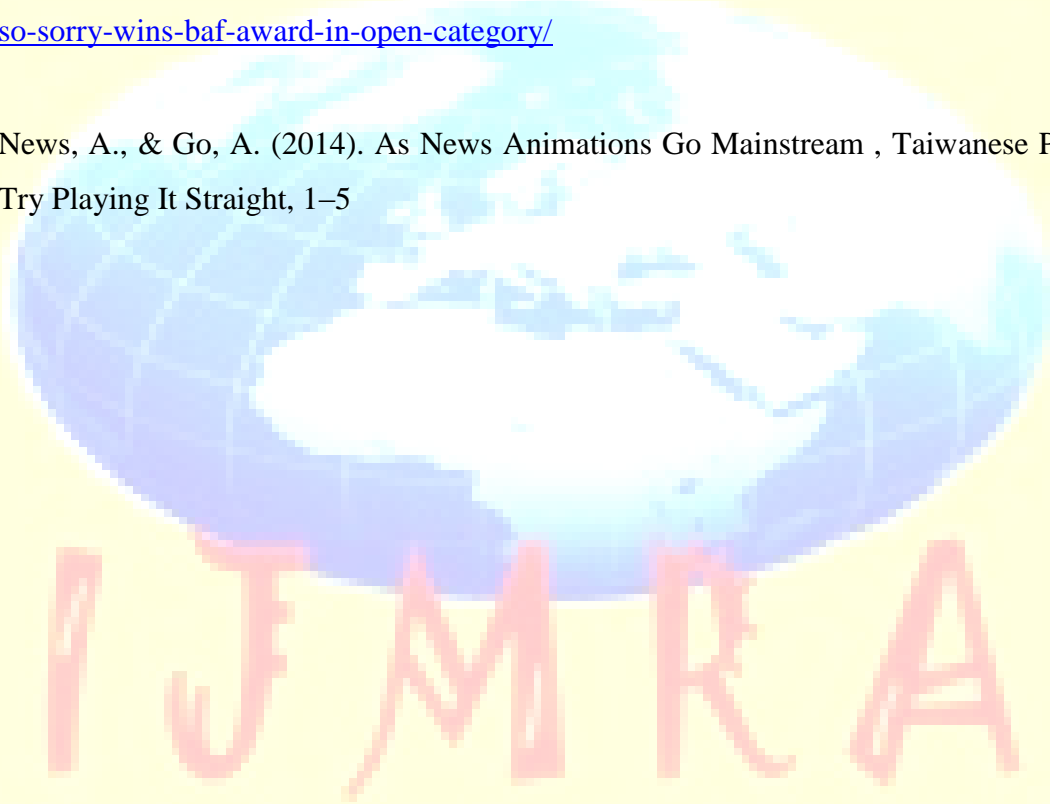 so-sorry-wins-baf-award-in-open-category/
News, A., & Go, A. (2014). As News Animations Go Mainstream , Taiwanese
Try Playing It Straight, 1–5
IJMRA